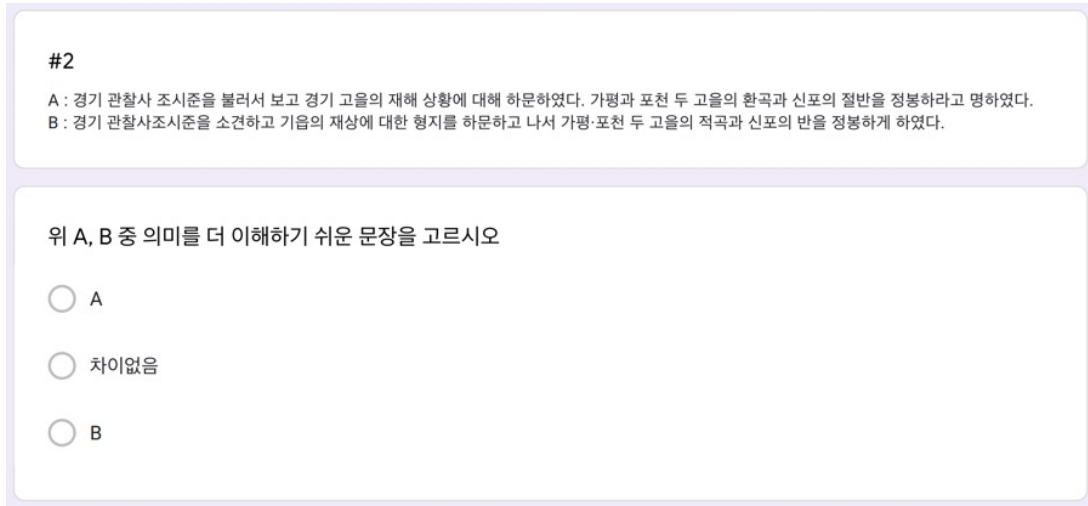 #2
A : 경기 관찰사 조시준을 불러서 보고 경기 고을의 재해 상황에 대해 하문하였다. 가평과 포천 두 고을의 환곡과 신포의 절반을 정봉하라고 명하였다.
B : 경기 관찰사조시준을 소견하고 기읍의 재상에 대한 형지를 하문하고 나서 가평·포천 두 고을의 적곡과 신포의 반을 정봉하게 하였다.
위 A, B 중 의미를 더 이해하기 쉬운 문장을 고르시오
A
차이없음
B